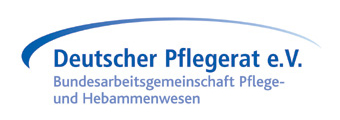 Deutscher Pflegerat e.V.
Bundesarbeitsgemeinschaft Pflege-
und Hebammenwesen